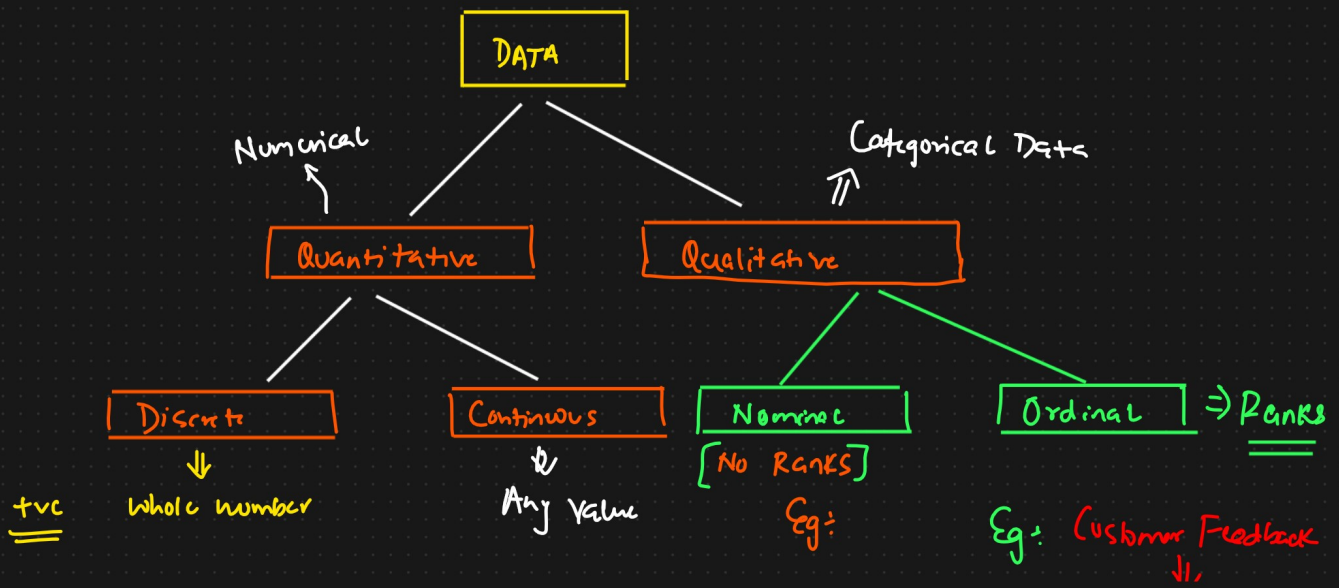 DATA
Numerical
Categorical Data
Quantitative
Qualitative
Discrete
Continuous
Nominal
Ordinal ⇒ Ranks
[No Ranks]
+ve
Whole number
Any Value
Eg:
Eg: Customer Feedback